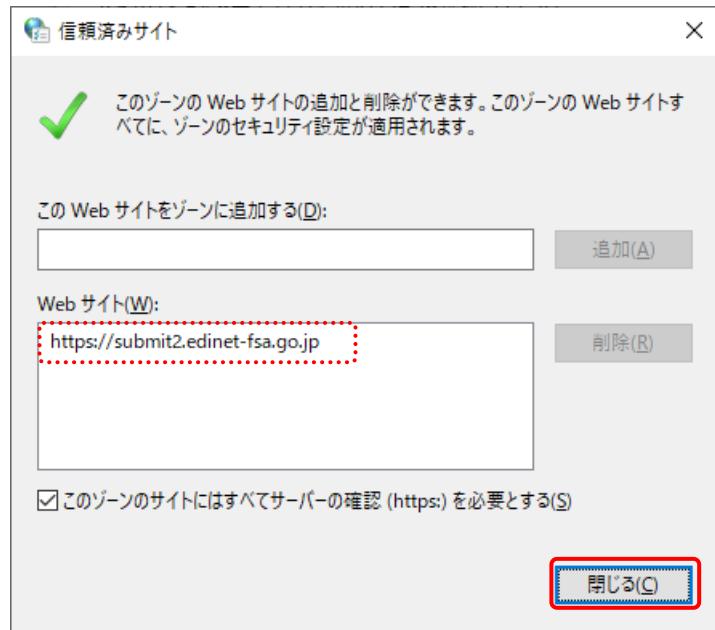 信頼済みサイト
このゾーンの Web サイトの追加と削除ができます。このゾーンの Web サイトす
べてに、ゾーンのセキュリティ設定が適用されます。
この Web サイトをゾーンに追加する(D):
追加(A)
Web サイト(W):
https://submit2.edinet-fsa.go.jp
削除(R)
このゾーンのサイトにはすべてサーバーの確認 (https:) を必要とする(S)
閉じる(C)